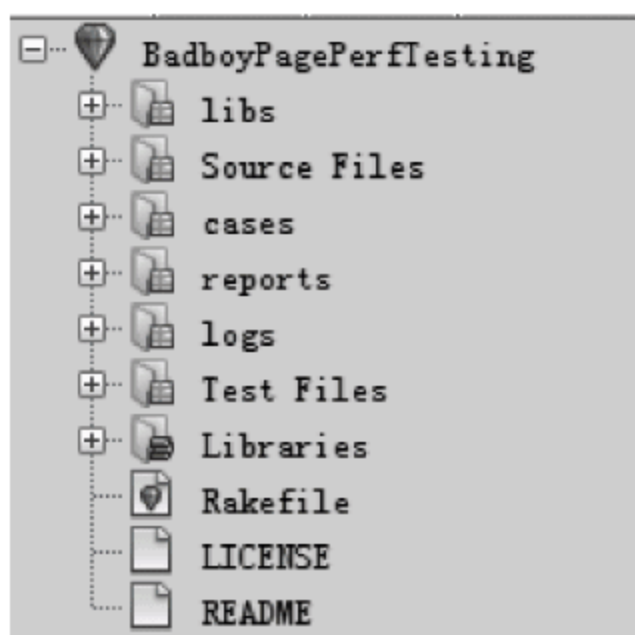 BadboyPagePerfTesting
libs
Source Files
cases
reports
logs
Test Files
Libraries
Rakefile
LICENSE
README